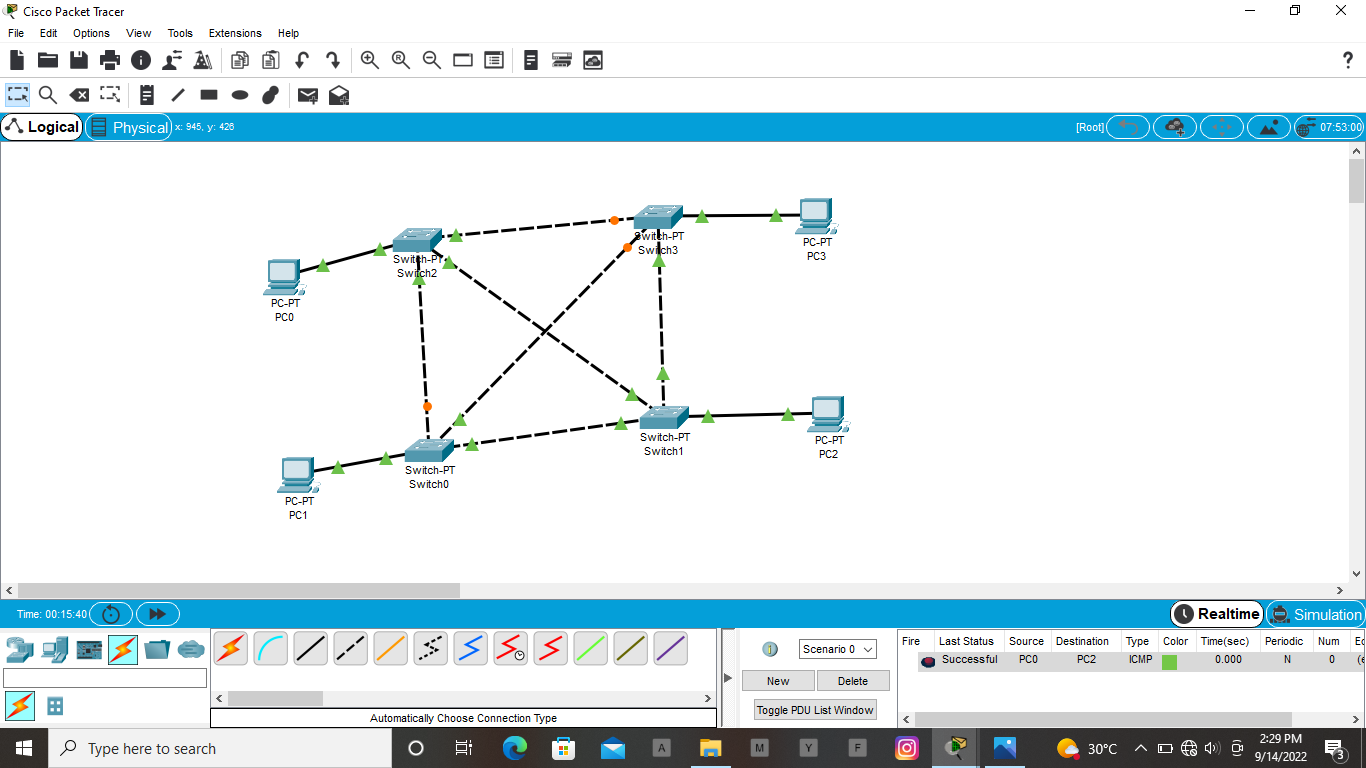 Cisco Packet Tracer
File Edit Options View Tools Extensions Help
?
Logical Physical x: 945, y: 426 [Root] 07:53:00
PC-PT
PC0
Switch-PT
Switch2
Switch-PT
Switch3
PC-PT
PC3
PC-PT
PC1
Switch-PT
Switch0
Switch-PT
Switch1
PC-PT
PC2
Time: 00:15:40 Realtime Simulation
Scenario 0
New Delete
Toggle PDU List Window
Automatically Choose Connection Type
Fire Last Status Source Destination Type Color Time(sec) Periodic Num Ec
Successful PC0 PC2 ICMP 0.000 N 0 (e
Type here to search
A M Y F
30°C
2:29 PM
9/14/2022
3